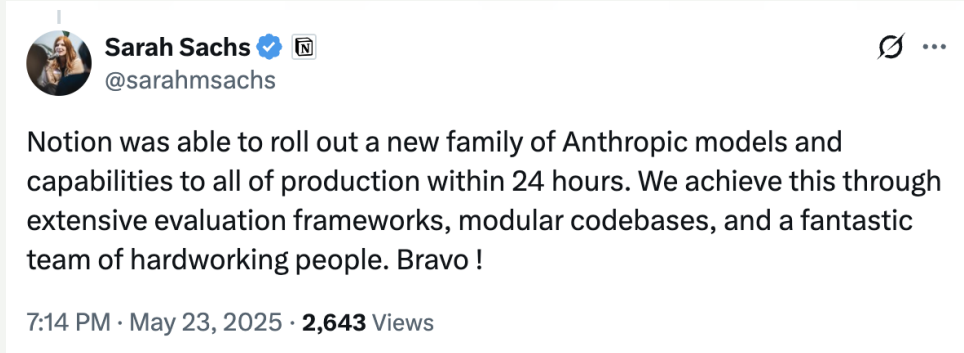 Sarah Sachs
@sarahmsachs
Notion was able to roll out a new family of Anthropic models and
capabilities to all of production within 24 hours. We achieve this through
extensive evaluation frameworks, modular codebases, and a fantastic
team of hardworking people. Bravo !
7:14 PM · May 23, 2025 · 2,643 Views